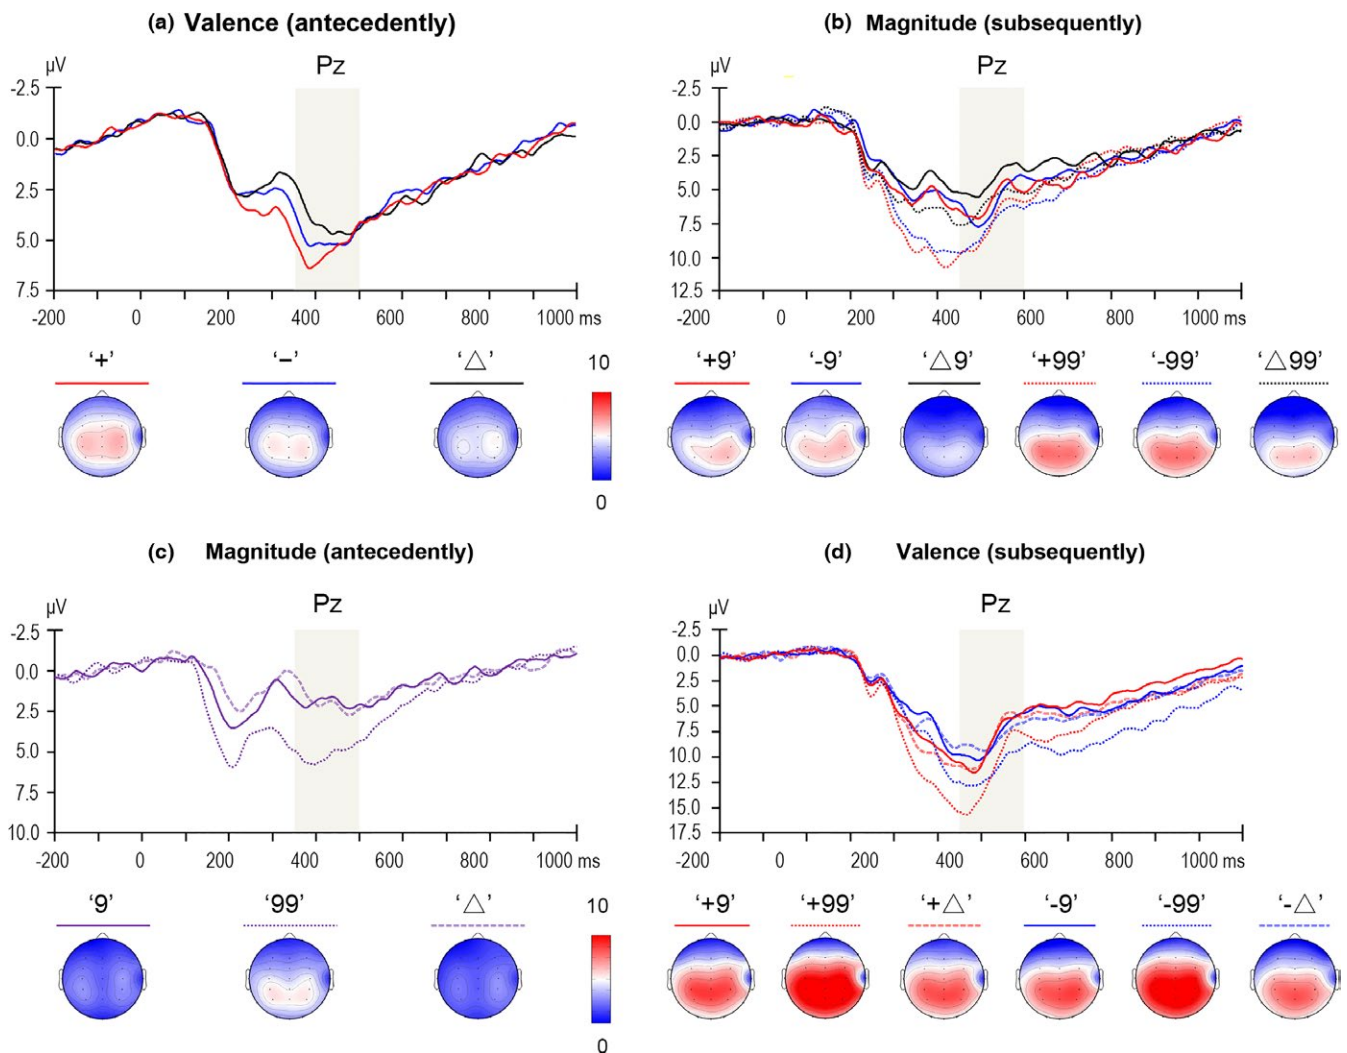 (a) Valence (antecedently)
μV
Pz
-2.5
0.0
2.5
5.0
7.5
-200 0 200 400 600 800 1000 ms
‘+’ ‘−’ ‘△’
10
0
(b) Magnitude (subsequently)
μV
Pz
-2.5
0.0
2.5
5.0
7.5
10.0
12.5
-200 0 200 400 600 800 1000 ms
‘+9’ ‘-9’ ‘△9’ ‘+99’ ‘-99’ ‘△99’
(c) Magnitude (antecedently)
μV
Pz
-2.5
0.0
2.5
5.0
7.5
10.0
-200 0 200 400 600 800 1000 ms
‘9’ ‘99’ ‘△’
10
0
(d) Valence (subsequently)
μV
Pz
-2.5
0.0
2.5
5.0
7.5
10.0
12.5
15.0
17.5
-200 0 200 400 600 800 1000 ms
‘+9’ ‘+99’ ‘+△’ ‘-9’ ‘-99’ ‘-△’